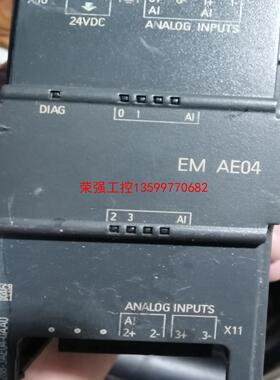 24VDC
ANALOG INPUTS
AI
DIAG
0 1 AI
荣强工控13599770682
EM AE04
2 3 AI
ANALOG INPUTS
AI
2+ 2- 3+ 3-
X11